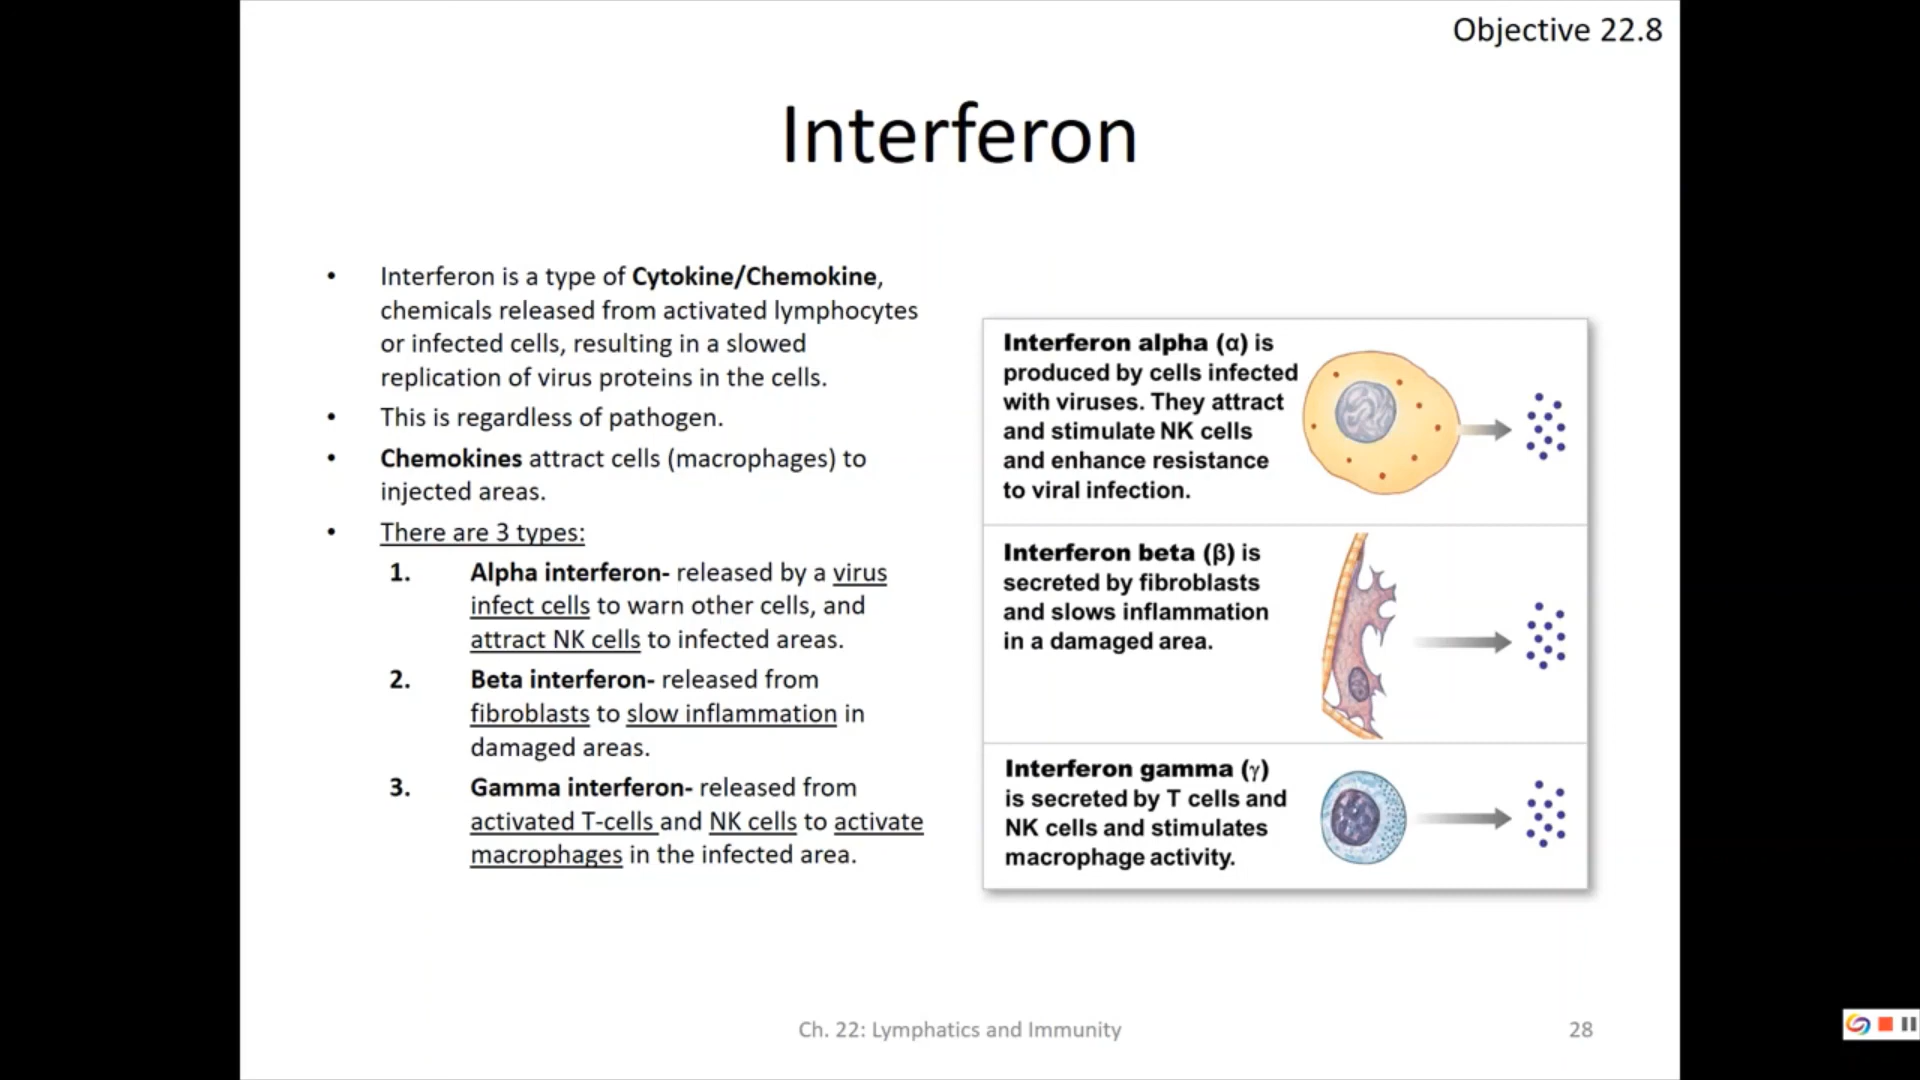 Objective 22.8
Interferon
• Interferon is a type of Cytokine/Chemokine,
chemicals released from activated lymphocytes
or infected cells, resulting in a slowed
replication of virus proteins in the cells.
• This is regardless of pathogen.
• Chemokines attract cells (macrophages) to
injected areas.
• There are 3 types:
1. Alpha interferon- released by a virus
infect cells to warn other cells, and
attract NK cells to infected areas.
2. Beta interferon- released from
fibroblasts to slow inflammation in
damaged areas.
3. Gamma interferon- released from
activated T-cells and NK cells to activate
macrophages in the infected area.
Interferon alpha (α) is
produced by cells infected
with viruses. They attract
and stimulate NK cells
and enhance resistance
to viral infection.
Interferon beta (β) is
secreted by fibroblasts
and slows inflammation
in a damaged area.
Interferon gamma (γ)
is secreted by T cells and
NK cells and stimulates
macrophage activity.
Ch. 22: Lymphatics and Immunity
28